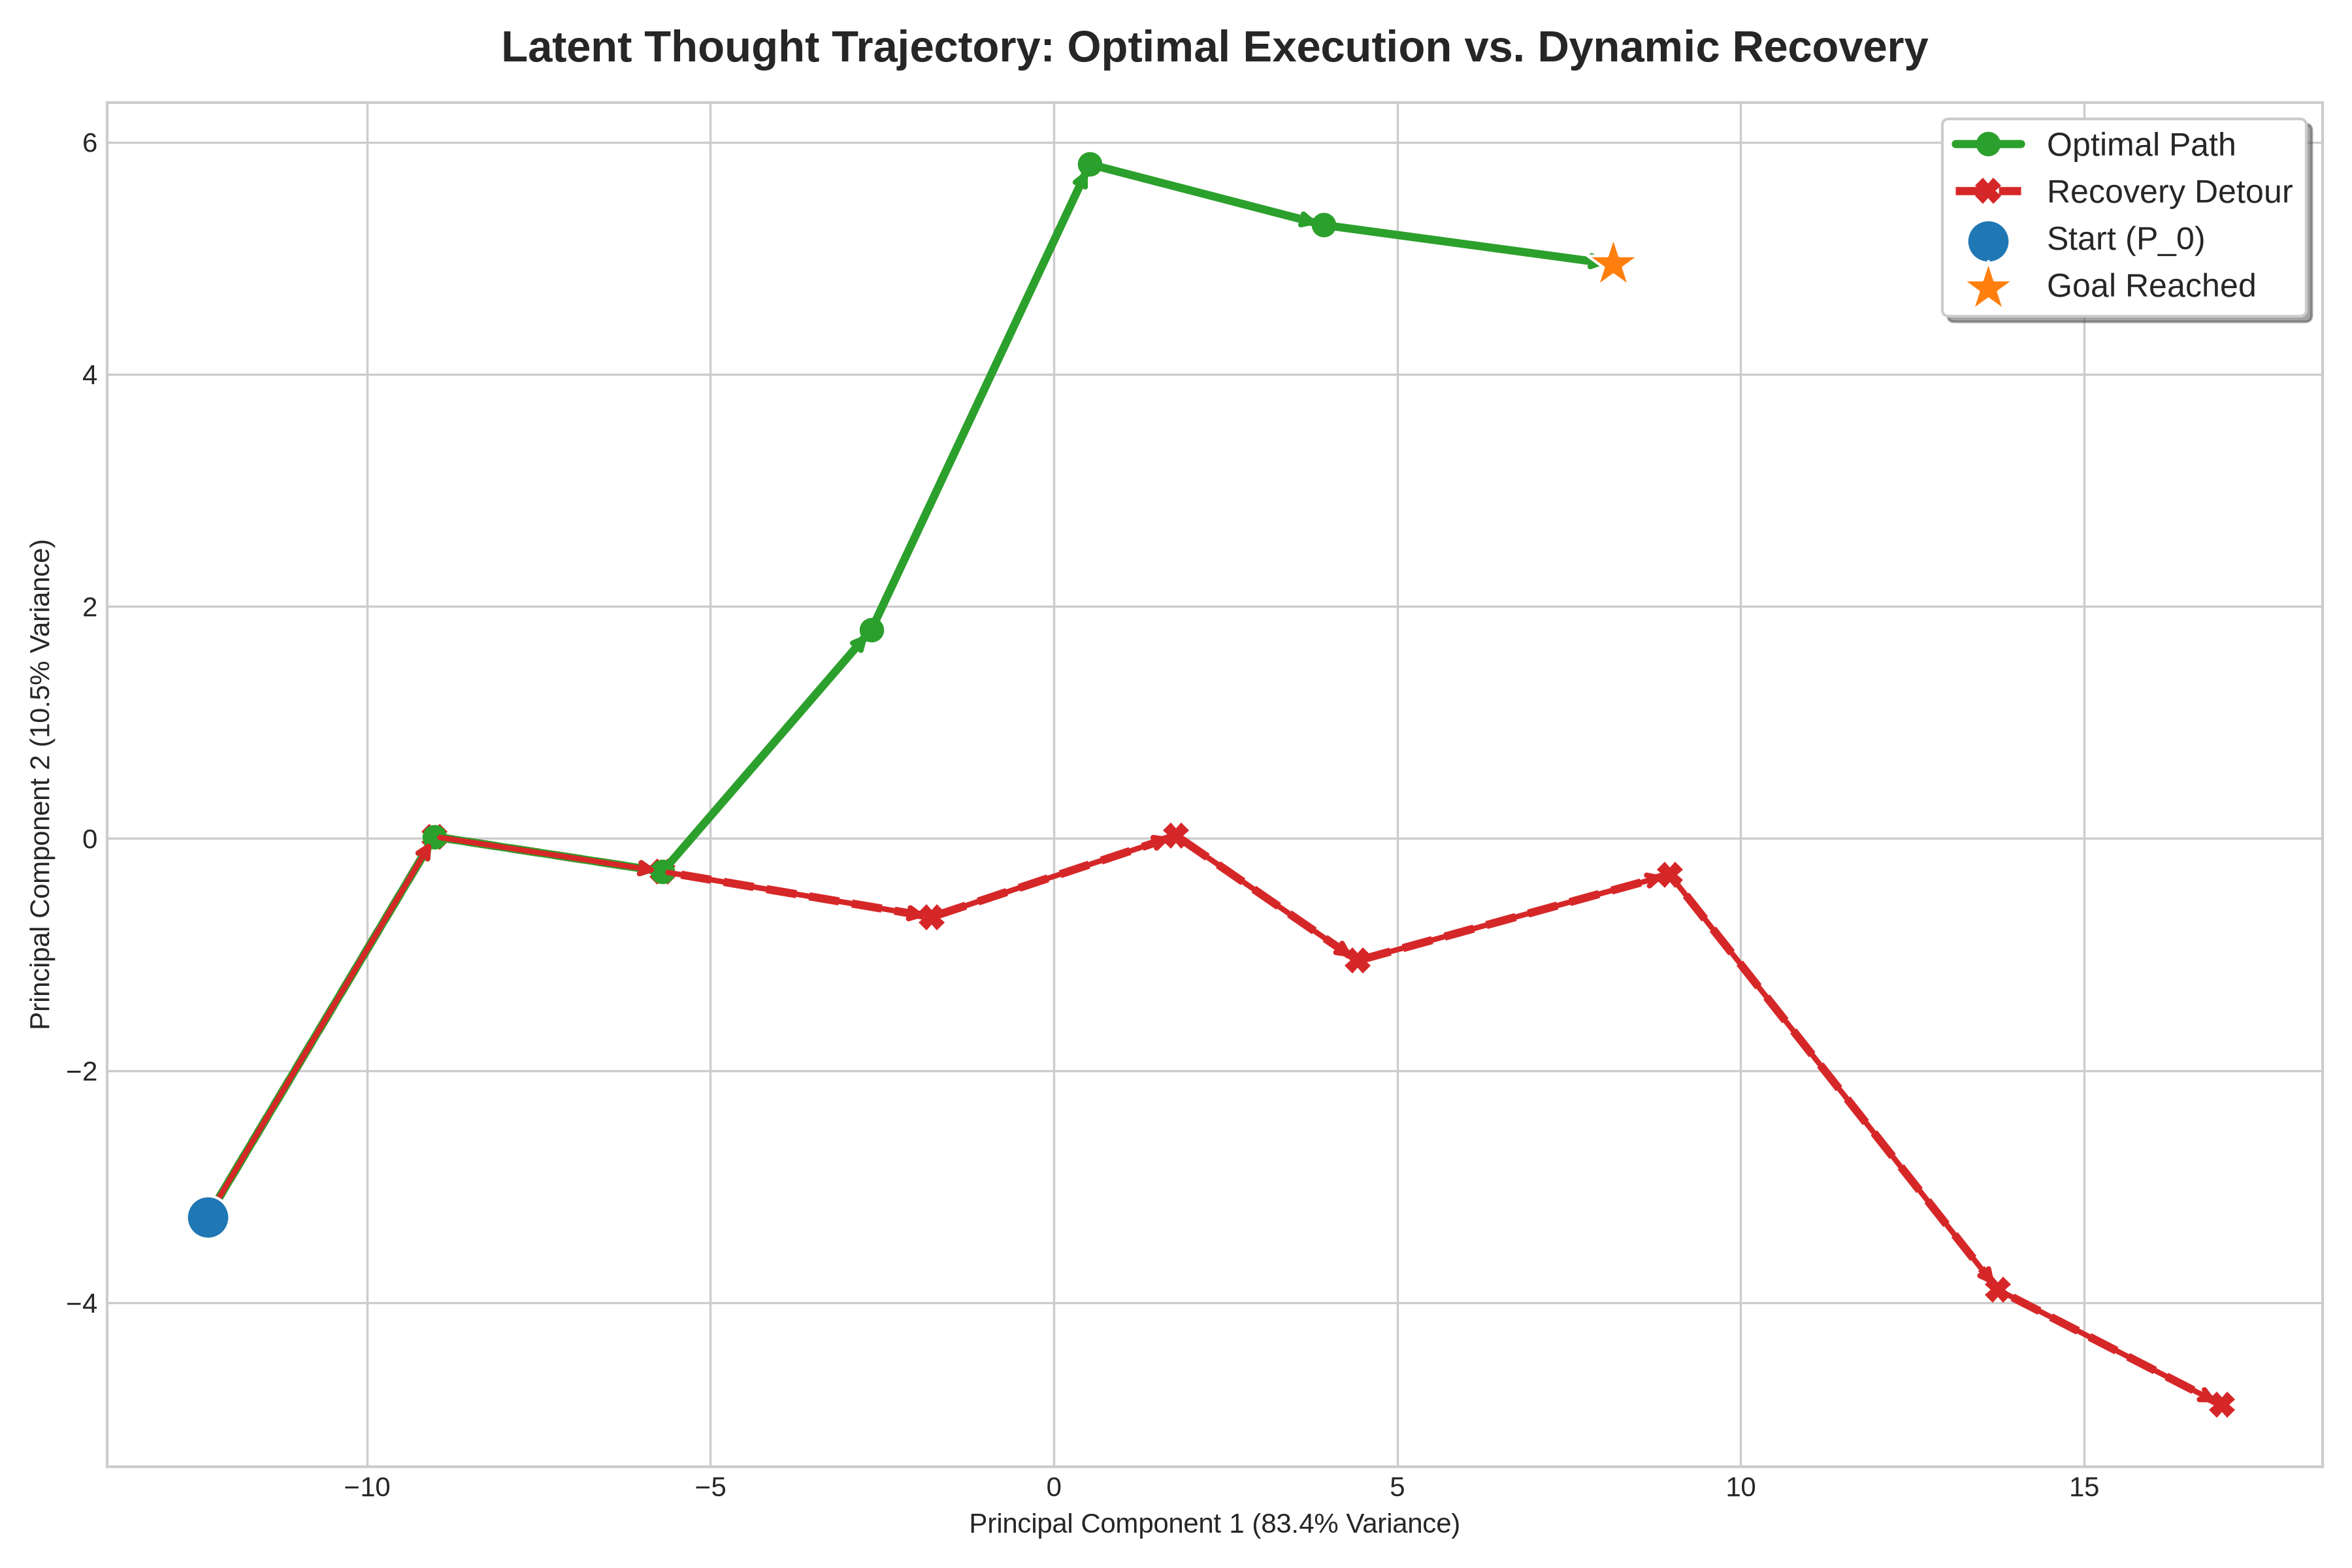 Latent Thought Trajectory: Optimal Execution vs. Dynamic Recovery
Optimal Path
Recovery Detour
Start (P_0)
Goal Reached
Principal Component 2 (10.5% Variance)
6
4
2
0
−2
−4
−10
−5
0
5
10
15
Principal Component 1 (83.4% Variance)